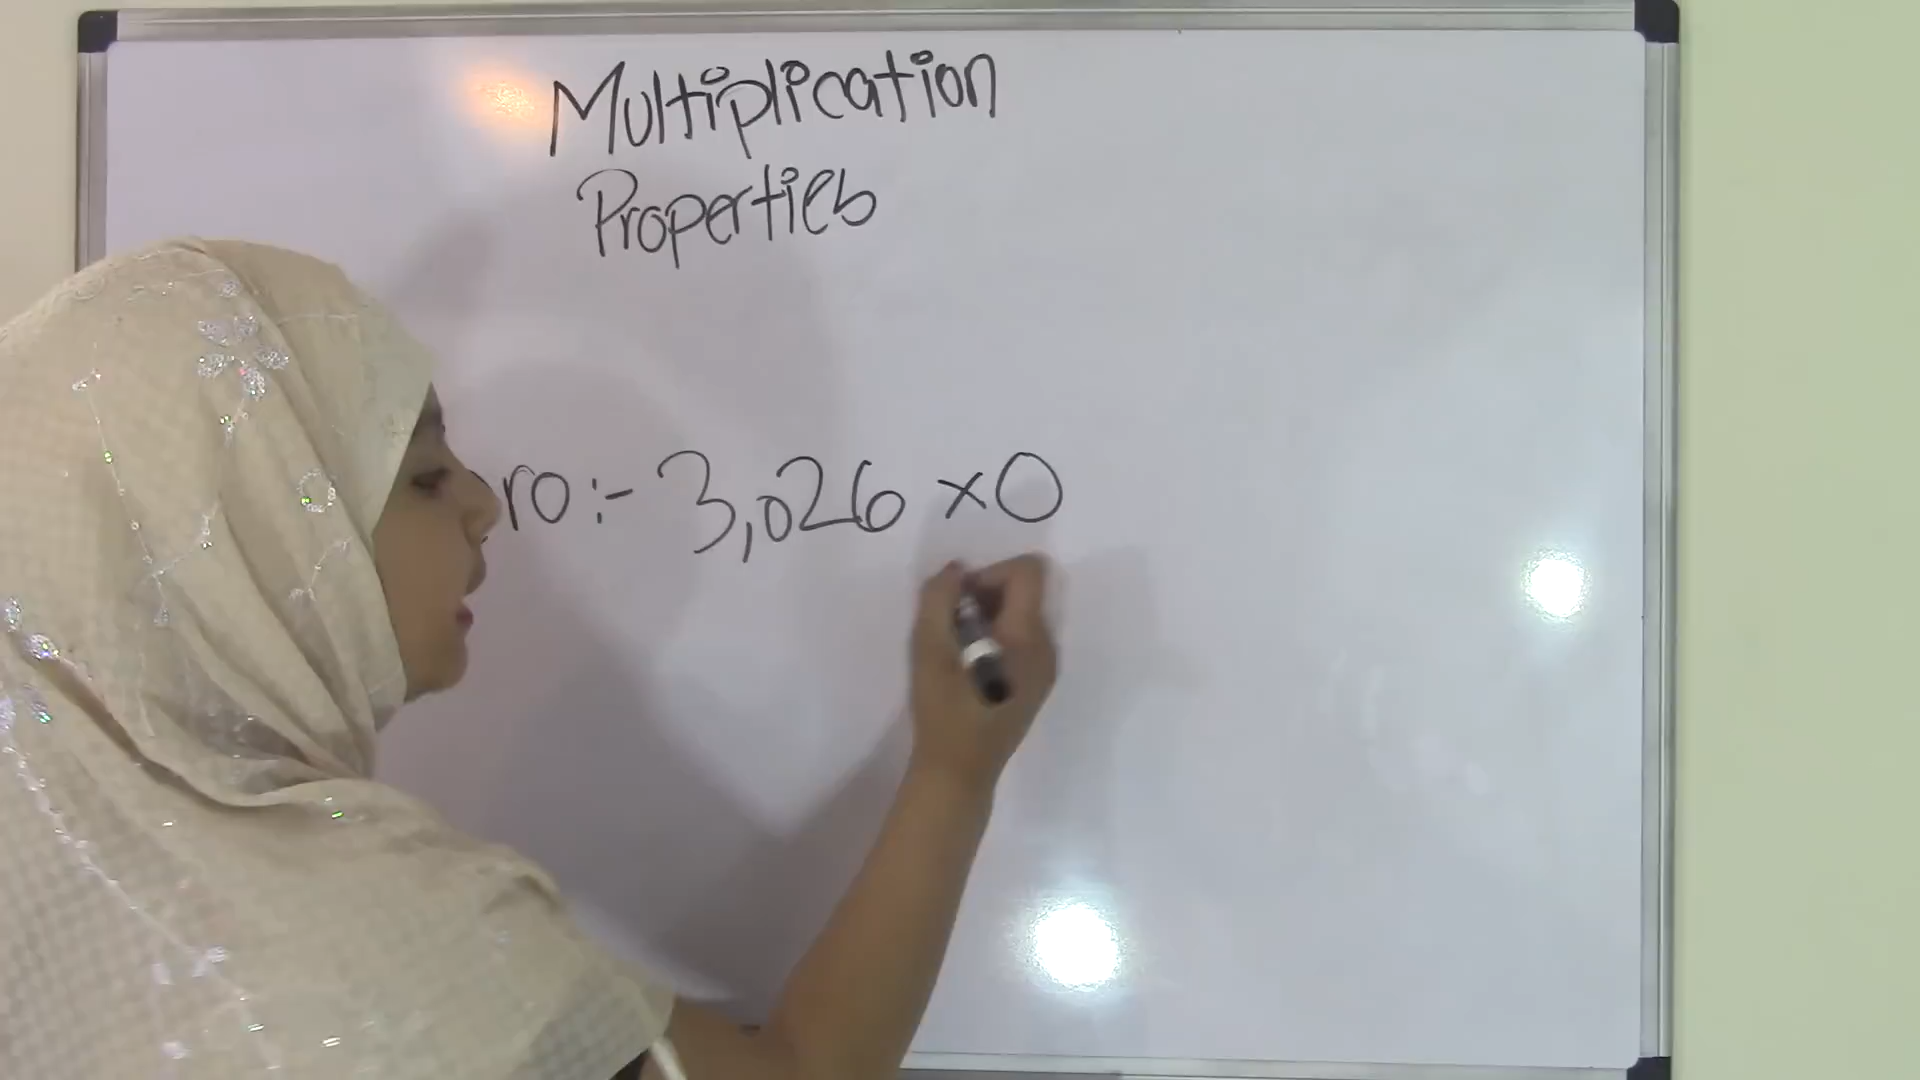 Multiplication
Properties
ro :- 3,026 × 0